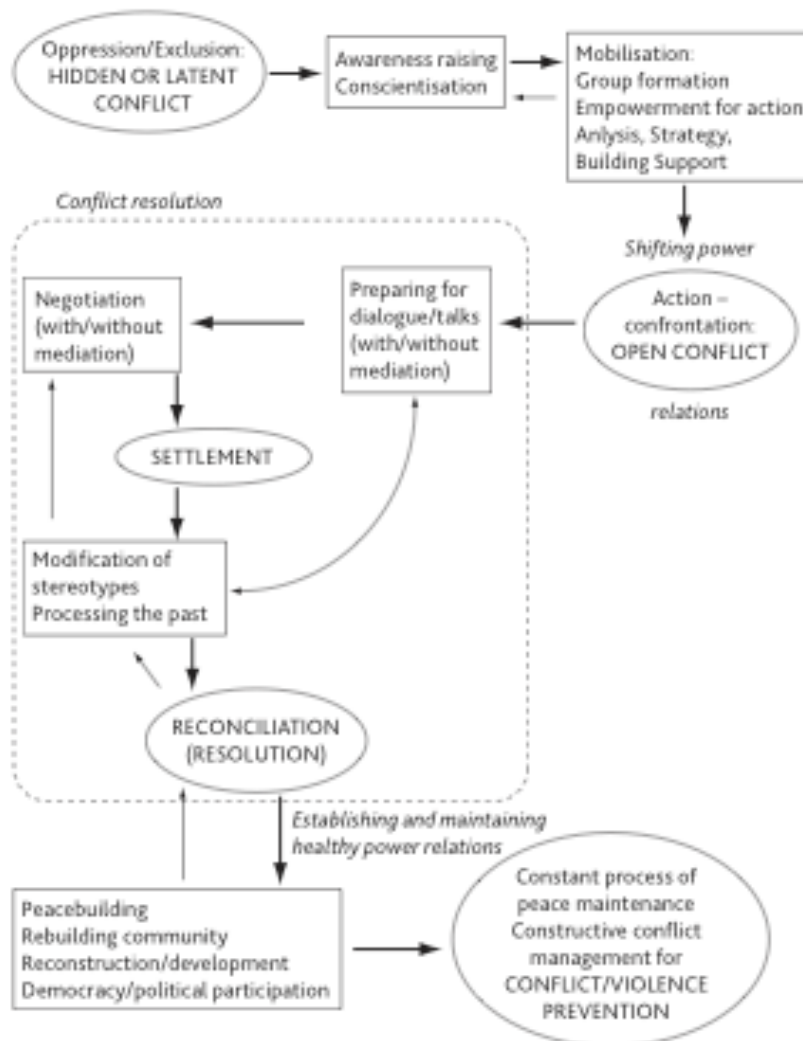 Oppression/Exclusion:
HIDDEN OR LATENT
CONFLICT
Awareness raising
Conscientisation
Mobilisation:
Group formation
Empowerment for action
Anlysis, Strategy,
Building Support
Conflict resolution
Shifting power
Negotiation
(with/without
mediation)
Preparing for
dialogue/talks
(with/without
mediation)
Action –
confrontation:
OPEN CONFLICT
relations
SETTLEMENT
Modification of
stereotypes
Processing the past
RECONCILIATION
(RESOLUTION)
Establishing and maintaining
healthy power relations
Peacebuilding
Rebuilding community
Reconstruction/development
Democracy/political participation
Constant process of
peace maintenance
Constructive conflict
management for
CONFLICT/VIOLENCE
PREVENTION